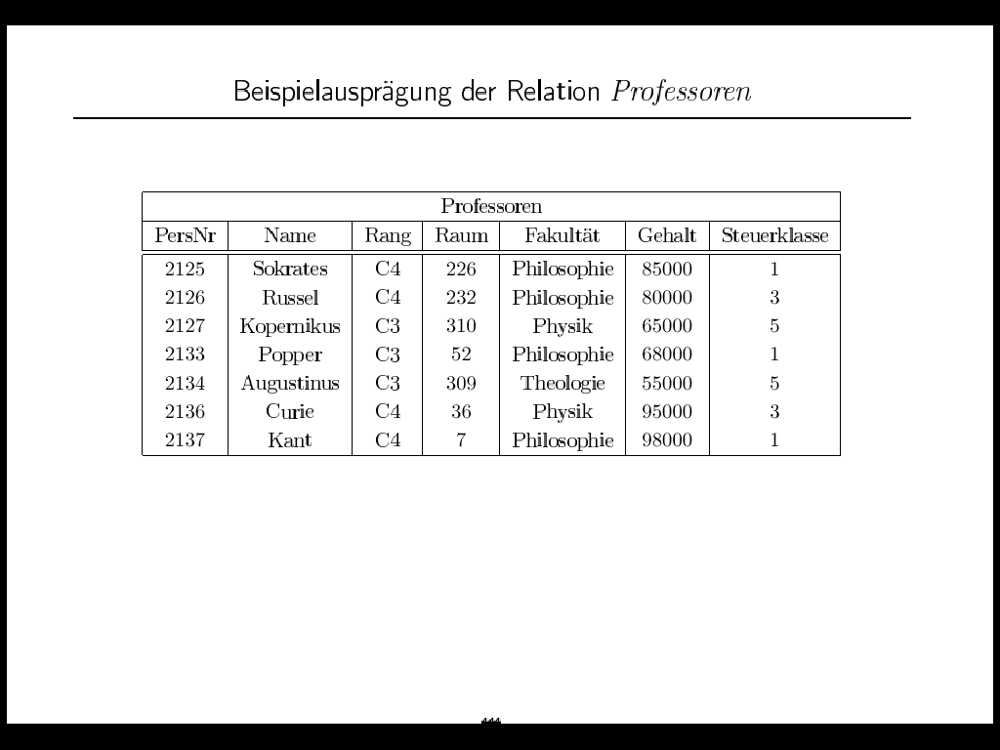 Beispielausprägung der Relation Professoren
Professoren
PersNr Name Rang Raum Fakultät Gehalt Steuerklasse
2125 Sokrates C4 226 Philosophie 85000 1
2126 Russel C4 232 Philosophie 80000 3
2127 Kopernikus C3 310 Physik 65000 5
2133 Popper C3 52 Philosophie 68000 1
2134 Augustinus C3 309 Theologie 55000 5
2136 Curie C4 36 Physik 95000 3
2137 Kant C4 7 Philosophie 98000 1